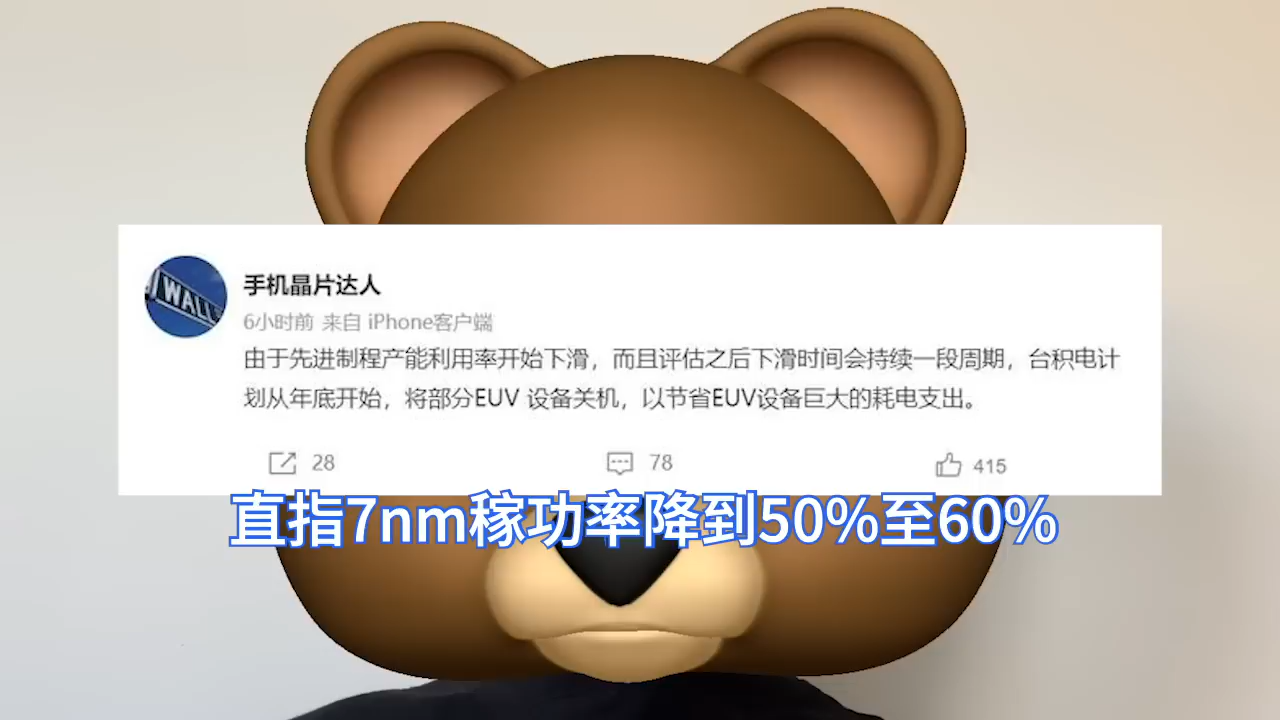 WALL
手机晶片达人
6小时前 来自 iPhone客户端
由于先进制程产能利用率开始下滑，而且评估之后下滑时间会持续一段周期，台积电计
划从年底开始，将部分EUV 设备关机，以节省EUV设备巨大的耗电支出。
28 78 415
直指7nm稼功率降到50%至60%